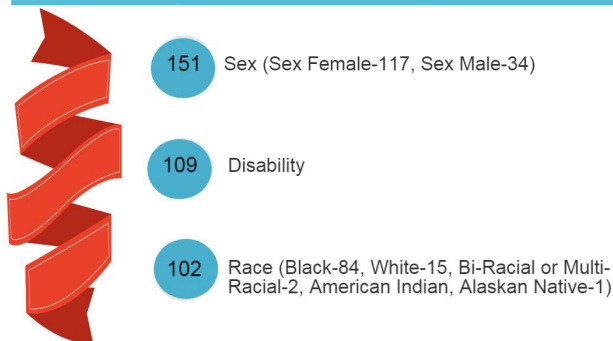 151 Sex (Sex Female-117, Sex Male-34)
109 Disability
102 Race (Black-84, White-15, Bi-Racial or Multi-
Racial-2, American Indian, Alaskan Native-1)